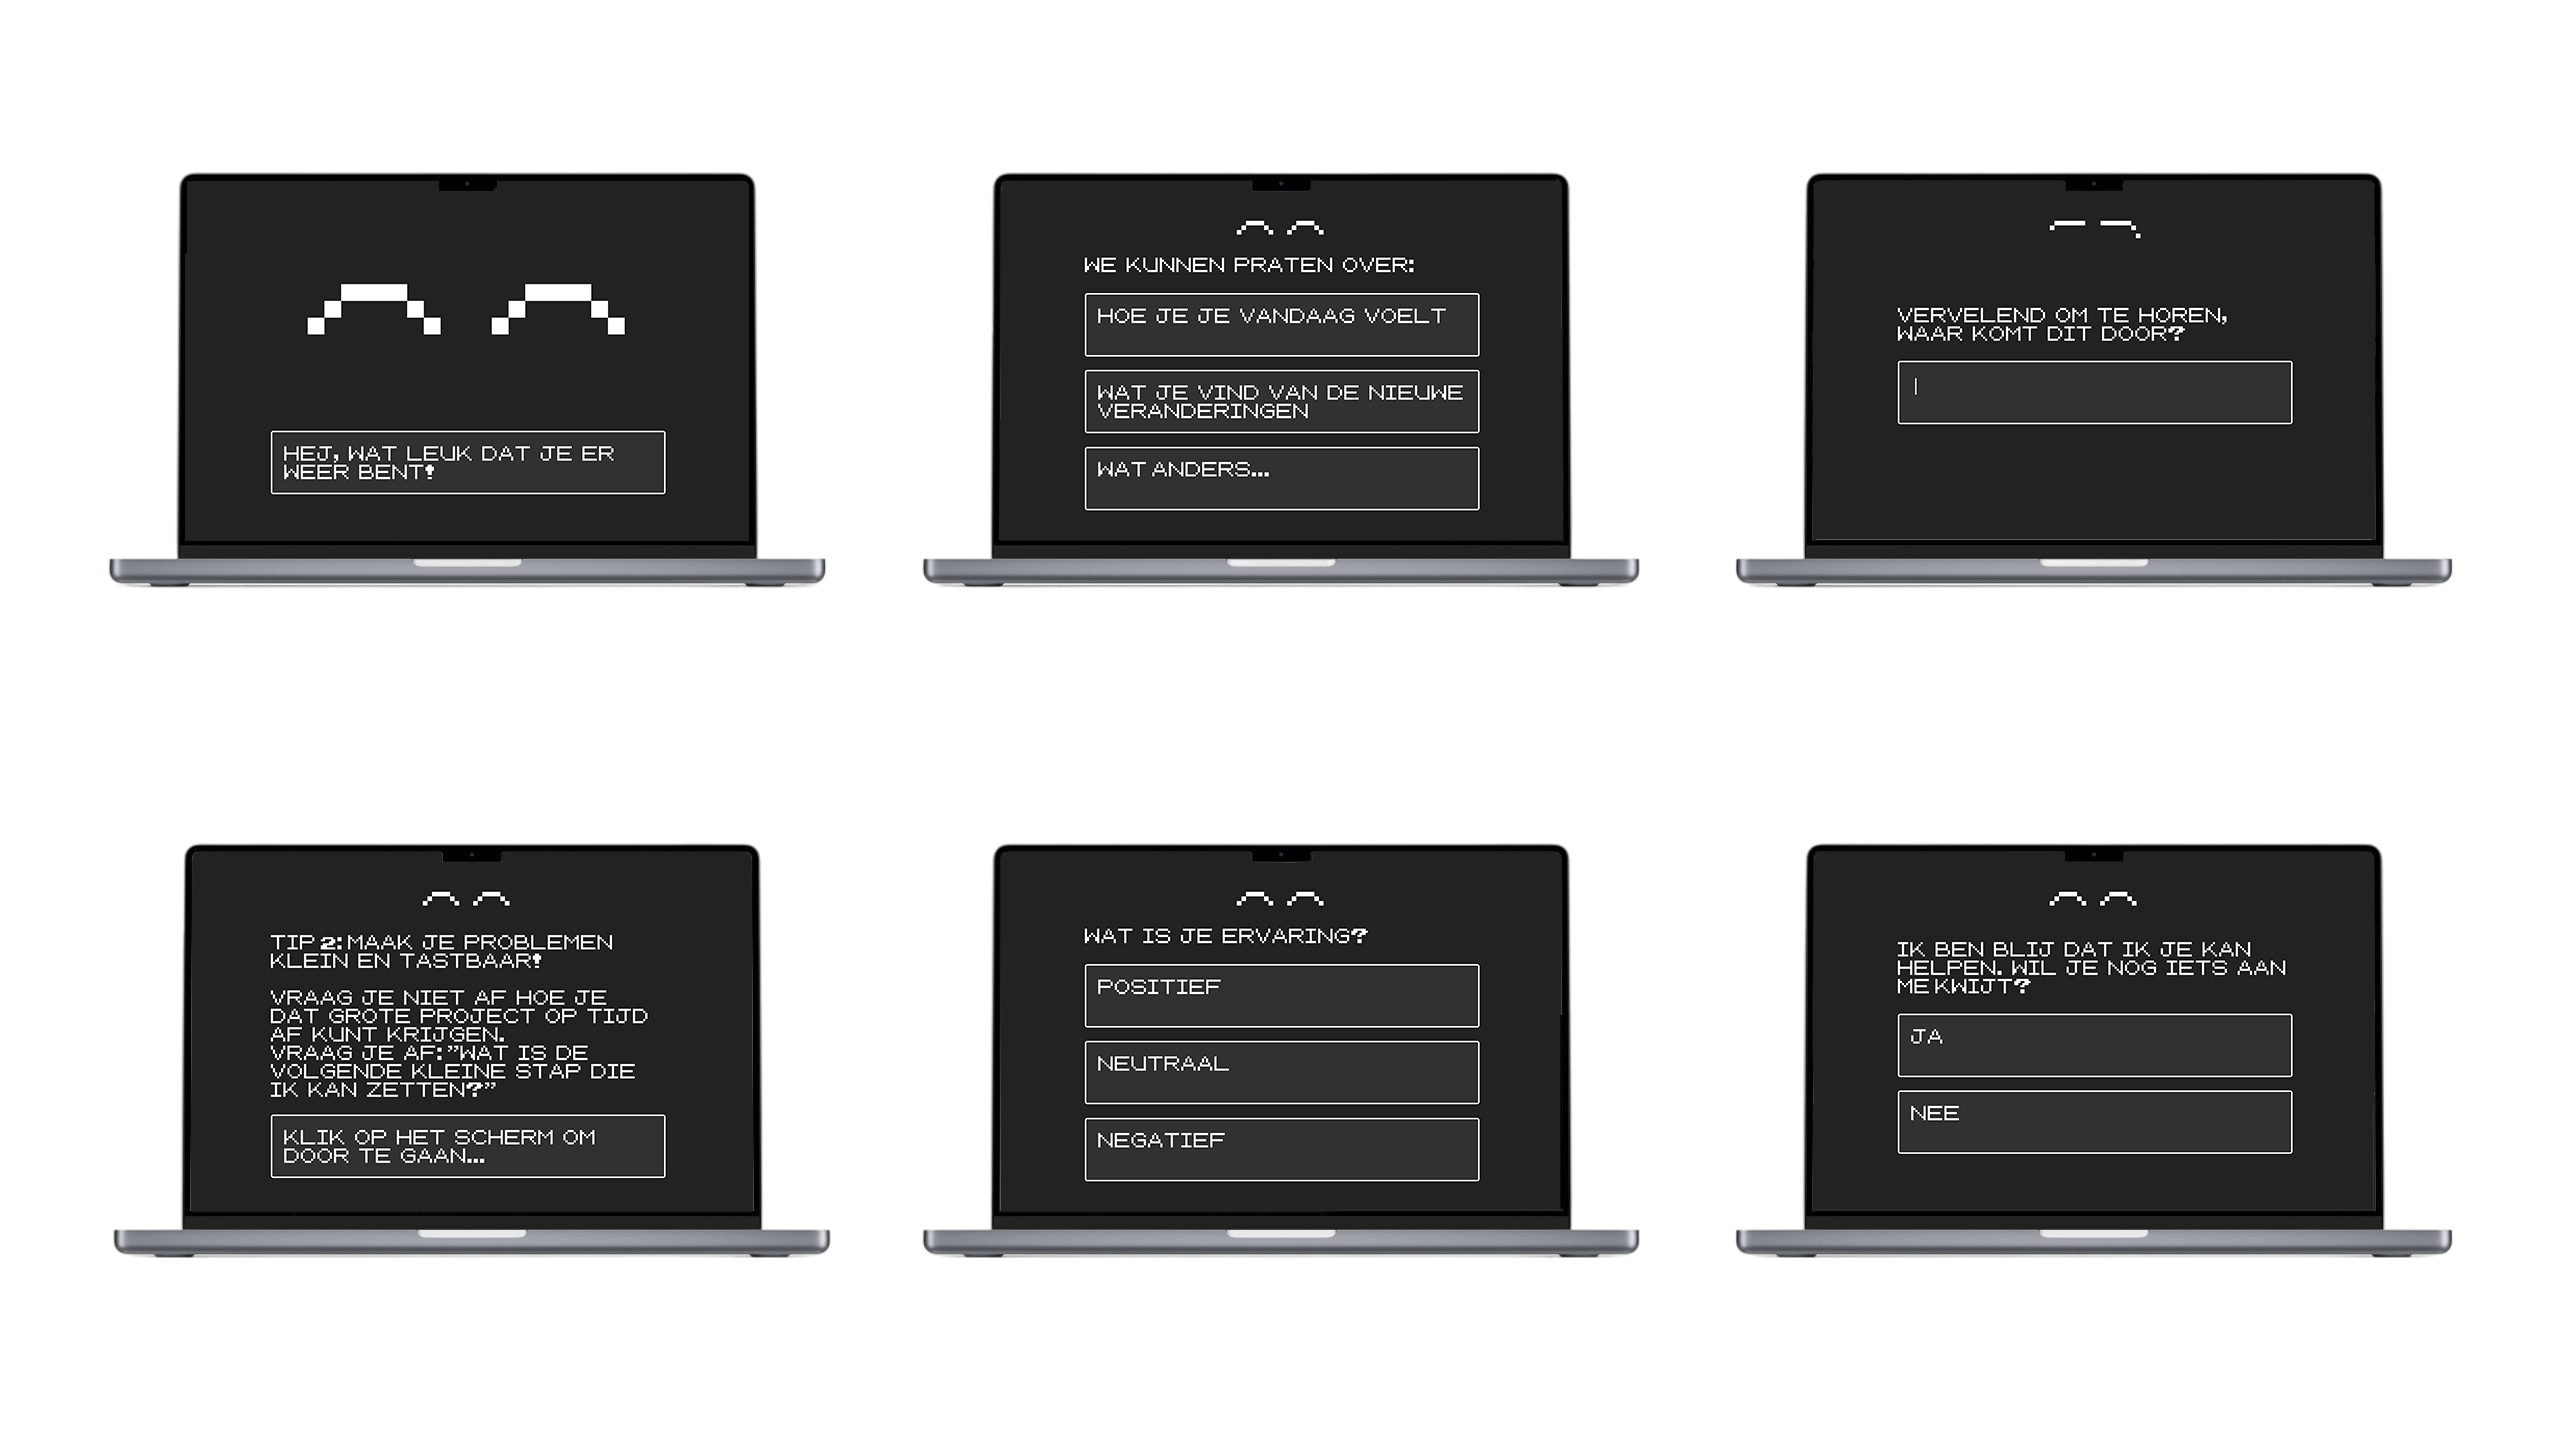 HEJ, WAT LEUK DAT JE ER
WEER BENT!
WE KUNNEN PRATEN OVER:
HOE JE JE VANDAAG VOELT
WAT JE VIND VAN DE NIEUWE
VERANDERINGEN
WAT ANDERS...
VERVELEND OM TE HOREN,
WAAR KOMT DIT DOOR?
TIP 2: MAAK JE PROBLEMEN
KLEIN EN TASTBAAR!
VRAAG JE NIET AF HOE JE
DAT GROTE PROJECT OP TIJD
AF KUNT KRIJGEN.
VRAAG JE AF: "WAT IS DE
VOLGENDE KLEINE STAP DIE
IK KAN ZETTEN?"
KLIK OP HET SCHERM OM
DOOR TE GAAN...
WAT IS JE ERVARING?
POSITIEF
NEUTRAAL
NEGATIEF
IK BEN BLIJ DAT IK JE KAN
HELPEN. WIL JE NOG IETS AAN
ME KWIJT?
JA
NEE